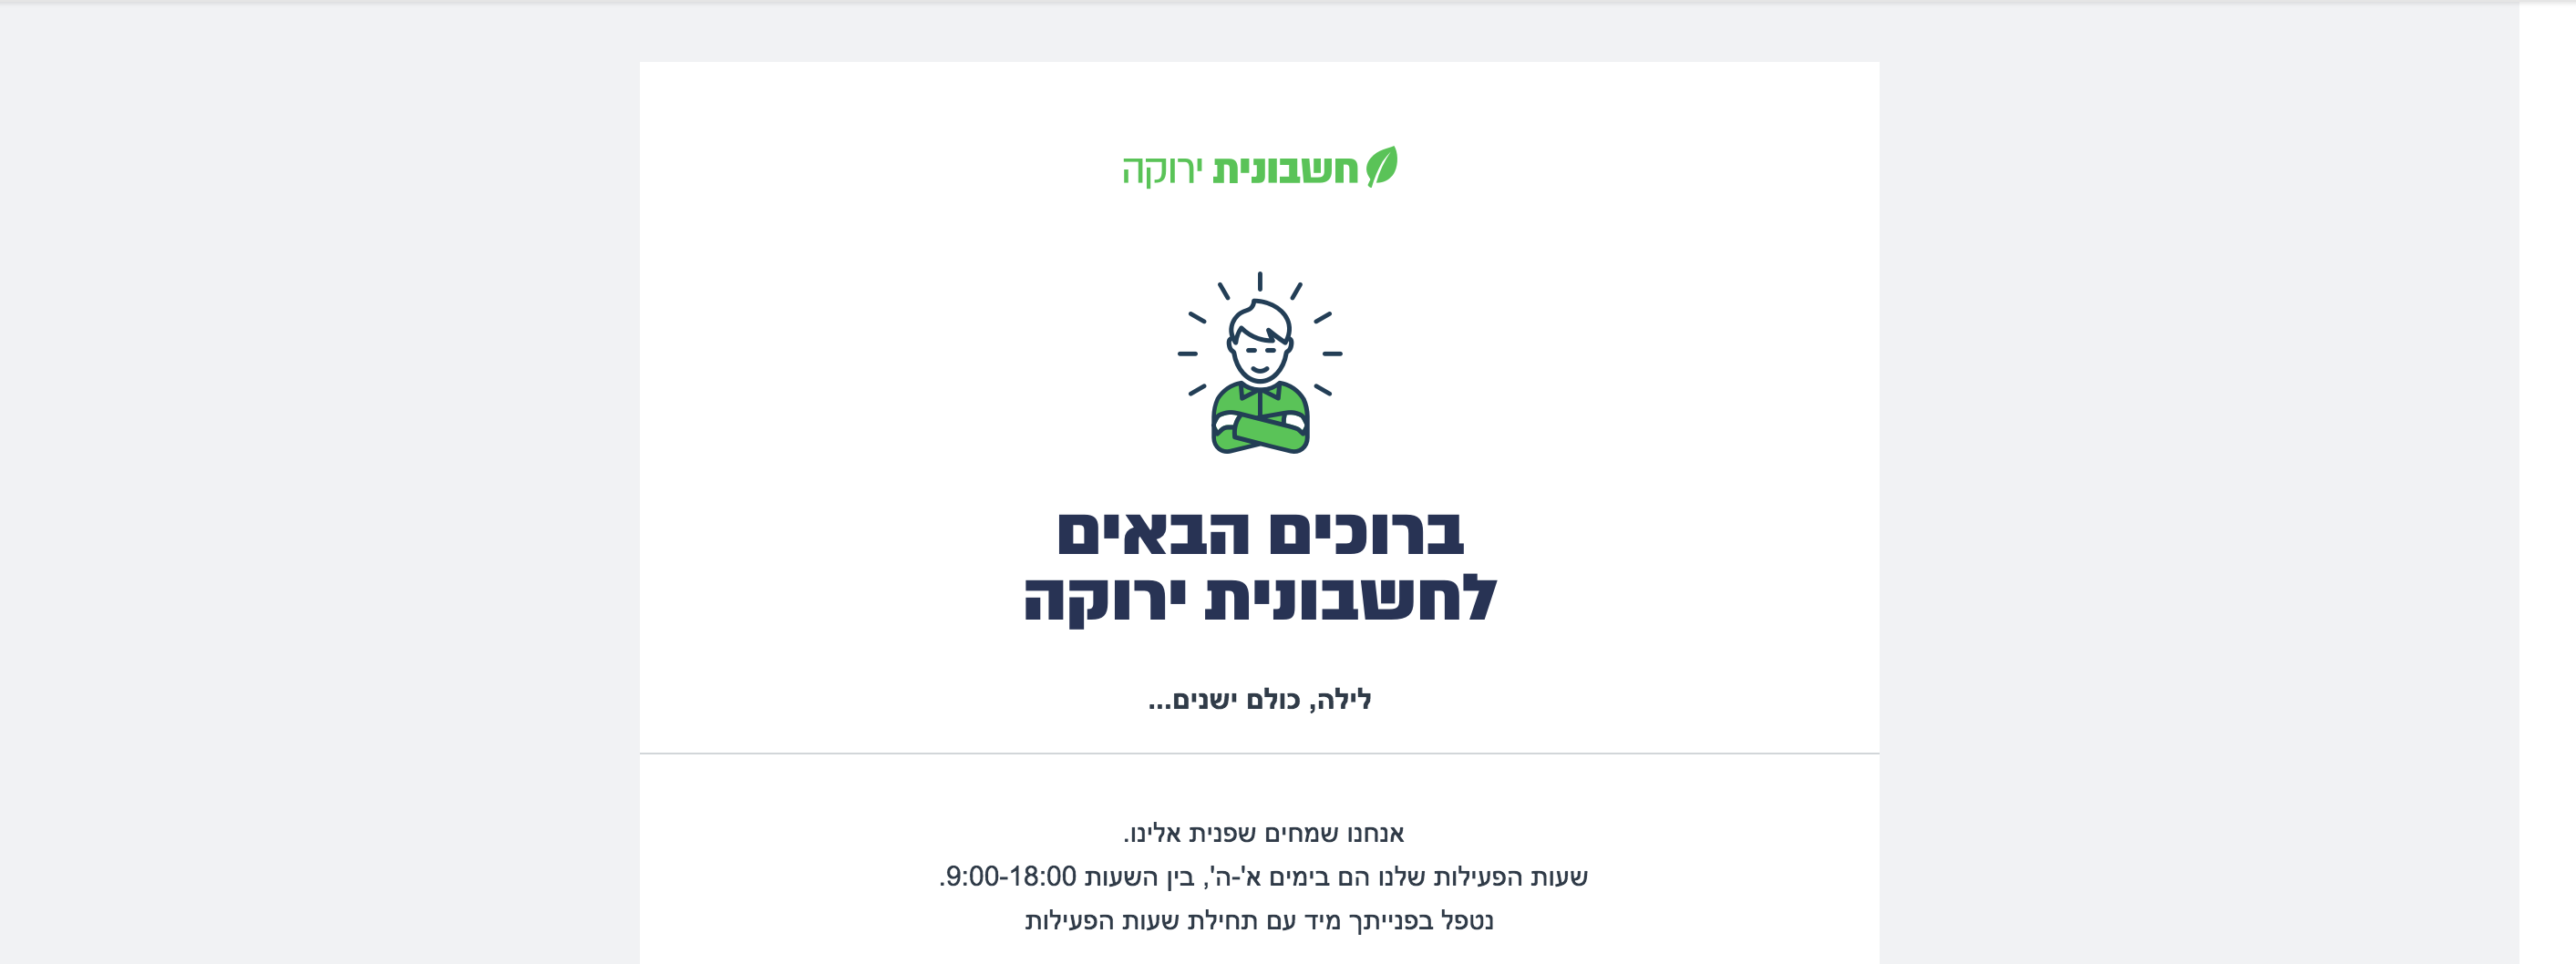 חשבונית ירוקה
ברוכים הבאים
לחשבונית ירוקה
לילה, כולם ישנים...
אנחנו שמחים שפנית אלינו.
שעות הפעילות שלנו הם בימים א'-ה', בין השעות 9:00-18:00.
נטפל בפנייתך מיד עם תחילת שעות הפעילות